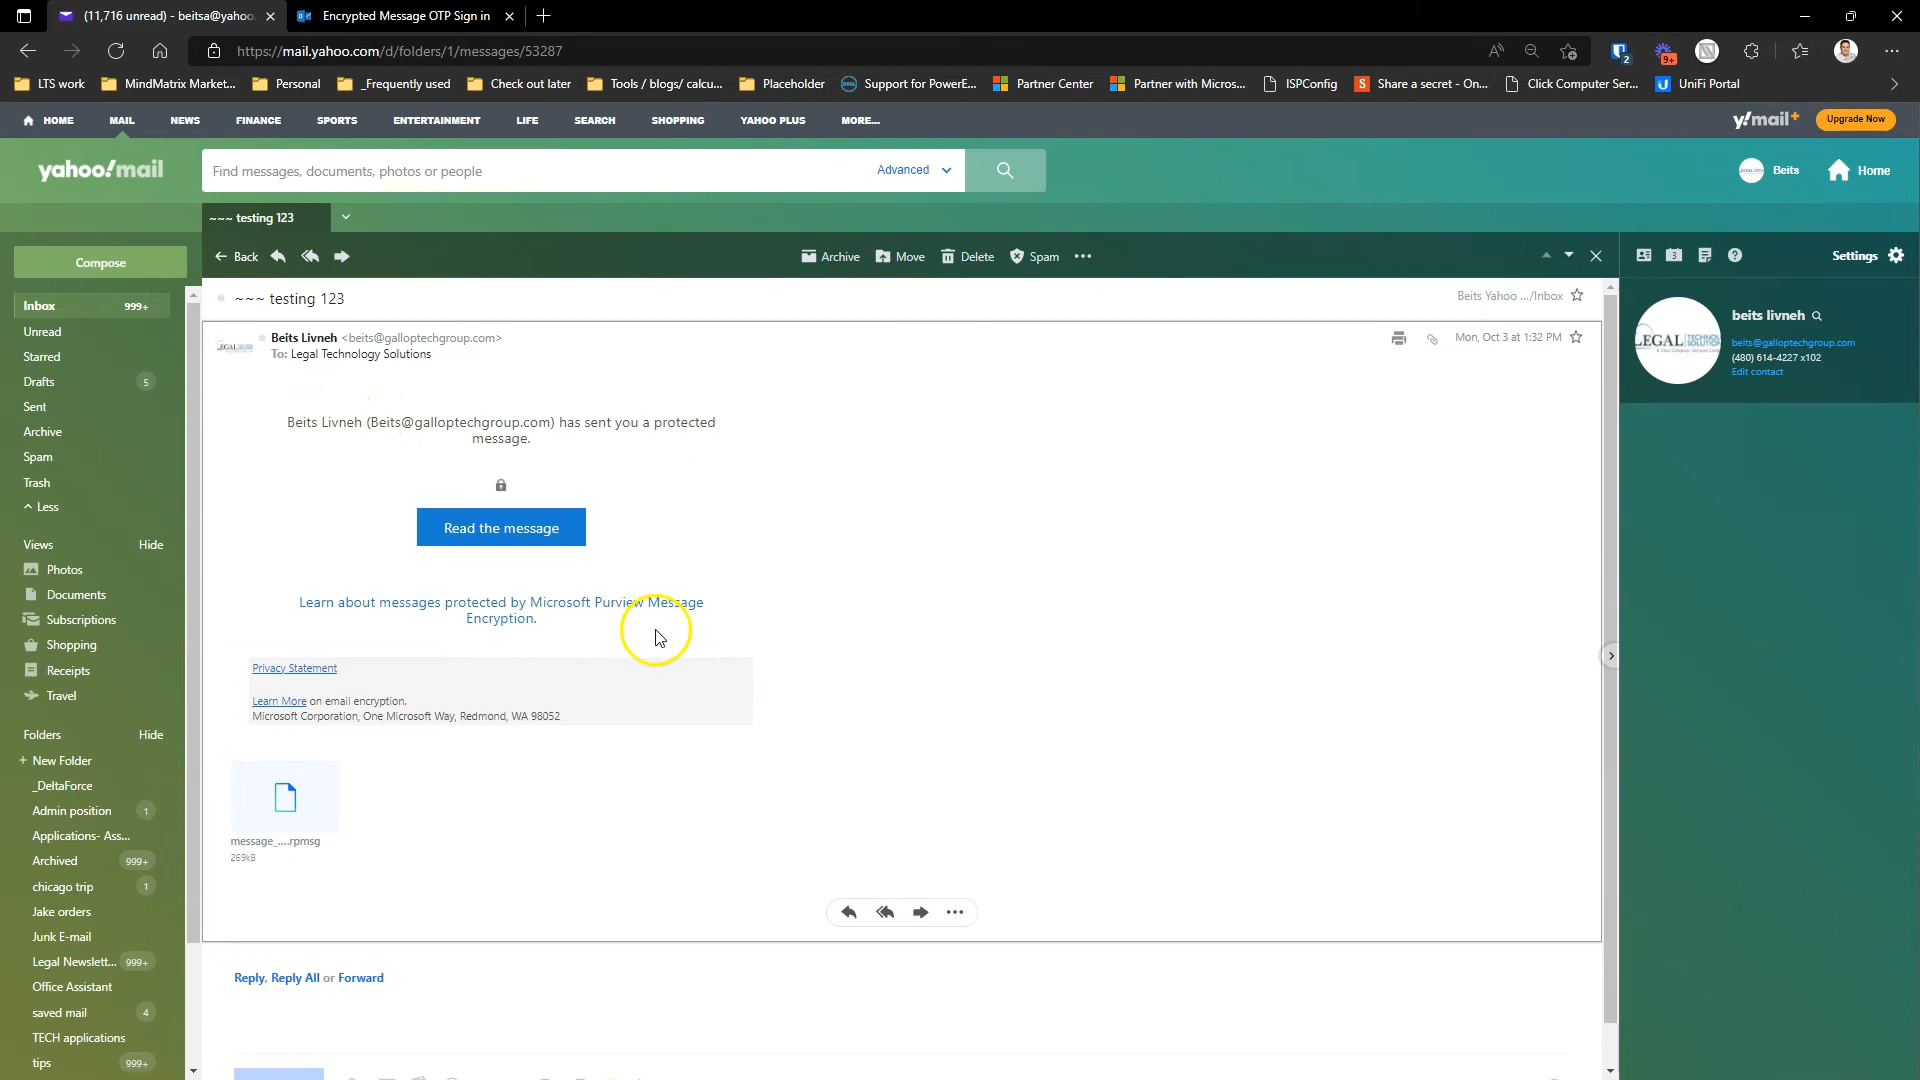 (11,716 unread) - beitsa@yahoo.
Encrypted Message OTP Sign in
https://mail.yahoo.com/d/folders/1/messages/53287
2
9+
LTS work
MindMatrix Market...
Personal
_Frequently used
Check out later
Tools / blogs/ calcu...
Placeholder
Support for PowerE...
Partner Center
Partner with Micros...
ISPConfig
Share a secret - On...
Click Computer Ser...
UniFi Portal
HOME
MAIL
NEWS
FINANCE
SPORTS
ENTERTAINMENT
LIFE
SEARCH
SHOPPING
YAHOO PLUS
MORE...
y!mail+
Upgrade Now
yahoo!mail
Find messages, documents, photos or people
Advanced
Beits
Home
~~~ testing 123
Compose
Back
Archive
Move
Delete
Spam
3
Settings
Inbox 999+
Unread
Starred
Drafts 5
Sent
Archive
Spam
Trash
Less
Views Hide
Photos
Documents
Subscriptions
Shopping
Receipts
Travel
Folders Hide
+ New Folder
_DeltaForce
Admin position 1
Applications- Ass...
Archived 999+
chicago trip 1
Jake orders
Junk E-mail
Legal Newslett... 999+
Office Assistant
saved mail 4
TECH applications
tips 999+
~~~ testing 123
Beits Yahoo .../Inbox
Beits Livneh <beits@galloptechgroup.com>
To: Legal Technology Solutions
Mon, Oct 3 at 1:32 PM
Beits Livneh (Beits@galloptechgroup.com) has sent you a protected
message.
Read the message
Learn about messages protected by Microsoft Purview Message
Encryption.
Privacy Statement
Learn More on email encryption.
Microsoft Corporation, One Microsoft Way, Redmond, WA 98052
message_....rpmsg
269kB
Reply, Reply All or Forward
beits livneh
beits@galloptechgroup.com
(480) 614-4227 x102
Edit contact